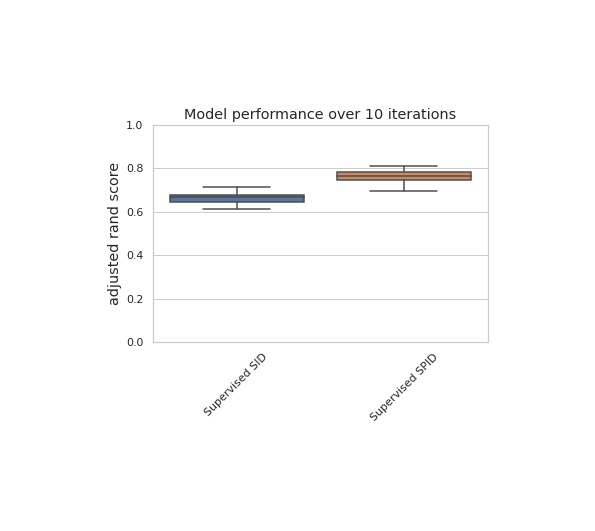 Model performance over 10 iterations
adjusted rand score
1.0
0.8
0.6
0.4
0.2
0.0
Supervised SID
Supervised SPID